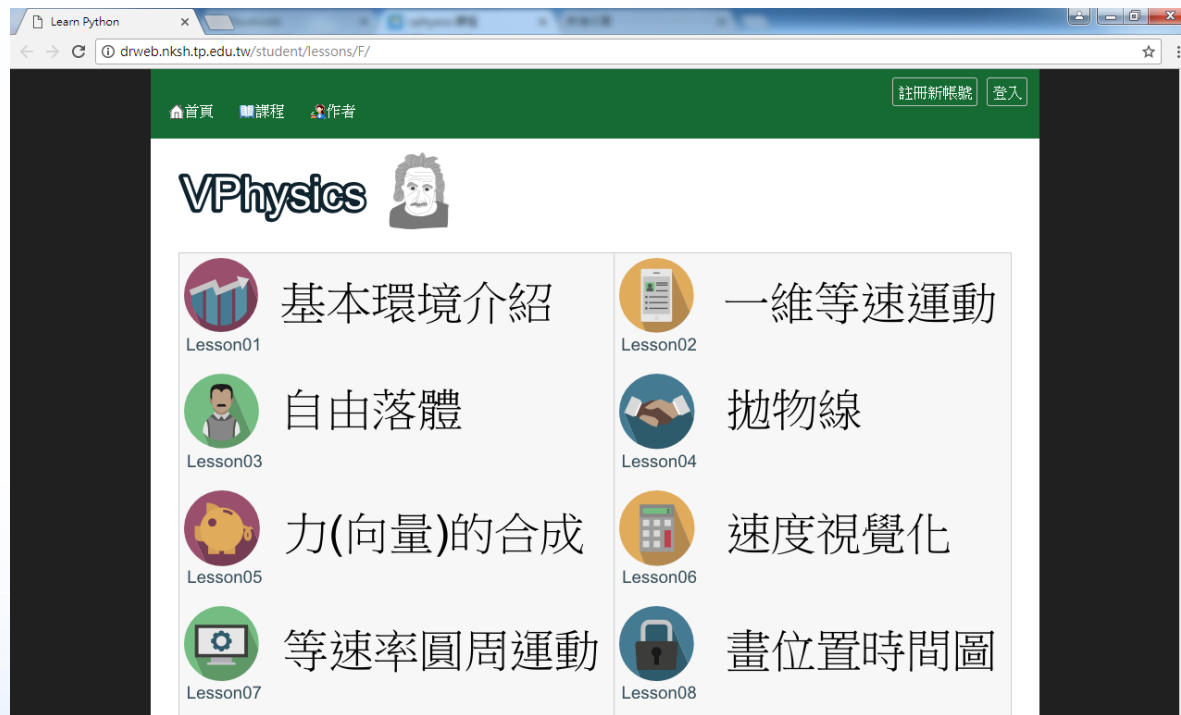 Learn Python
drweb.nksh.tp.edu.tw/student/lessons/F/
註冊新帳號 登入
首頁 課程 作者
VPhysics
基本環境介紹
Lesson01
一維等速運動
Lesson02
自由落體
Lesson03
拋物線
Lesson04
力(向量)的合成
Lesson05
速度視覺化
Lesson06
等速率圓周運動
Lesson07
畫位置時間圖
Lesson08